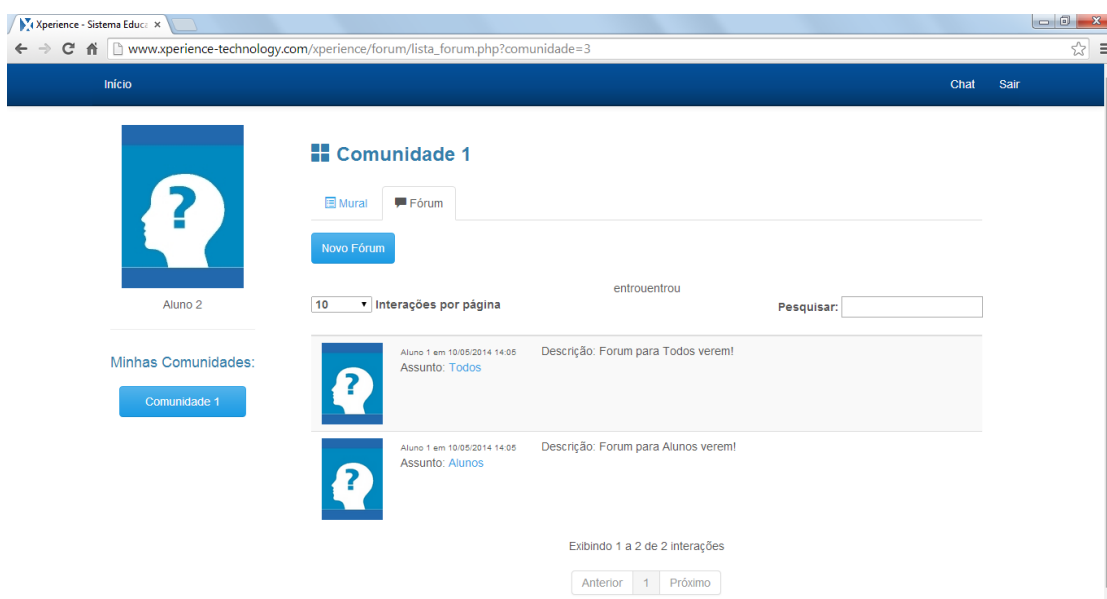 Xperience - Sistema Educa
www.xperience-technology.com/xperience/forum/lista_forum.php?comunidade=3
Início Chat Sair
Comunidade 1
Mural Fórum
Novo Fórum
entrouentrou
10 Interações por página Pesquisar:
Aluno 2
Minhas Comunidades:
Comunidade 1
Aluno 1 em 10/05/2014 14:05 Descrição: Forum para Todos verem!
Assunto: Todos
Aluno 1 em 10/05/2014 14:05 Descrição: Forum para Alunos verem!
Assunto: Alunos
Exibindo 1 a 2 de 2 interações
Anterior 1 Próximo